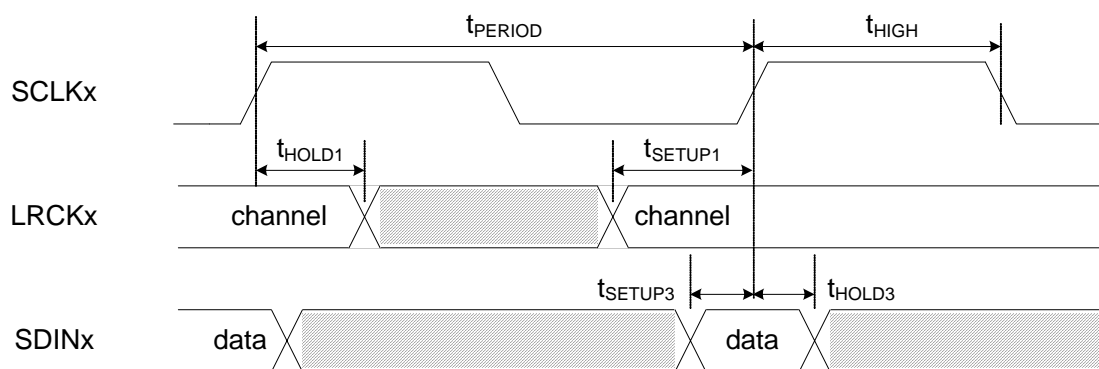 tPERIOD tHIGH
SCLKx
tHOLD1 tSETUP1
LRCKx channel channel
tSETUP3 tHOLD3
SDINx data data